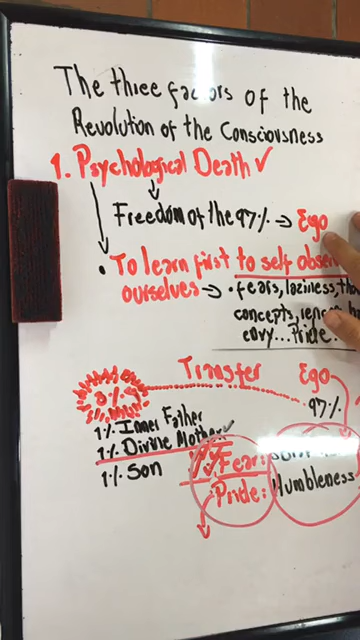 The three factors of the
Revolution of the Consciousness
1. Psychological Death ✓
Freedom of the 97% → Ego
• To learn first to self obser
ourselves → • fears, laziness,
concepts,
envy... Pride.
Transfer Ego
3% 97%
1% Inner Father
1% Divine Mother
1% Son
Fear:
Pride: Humbleness